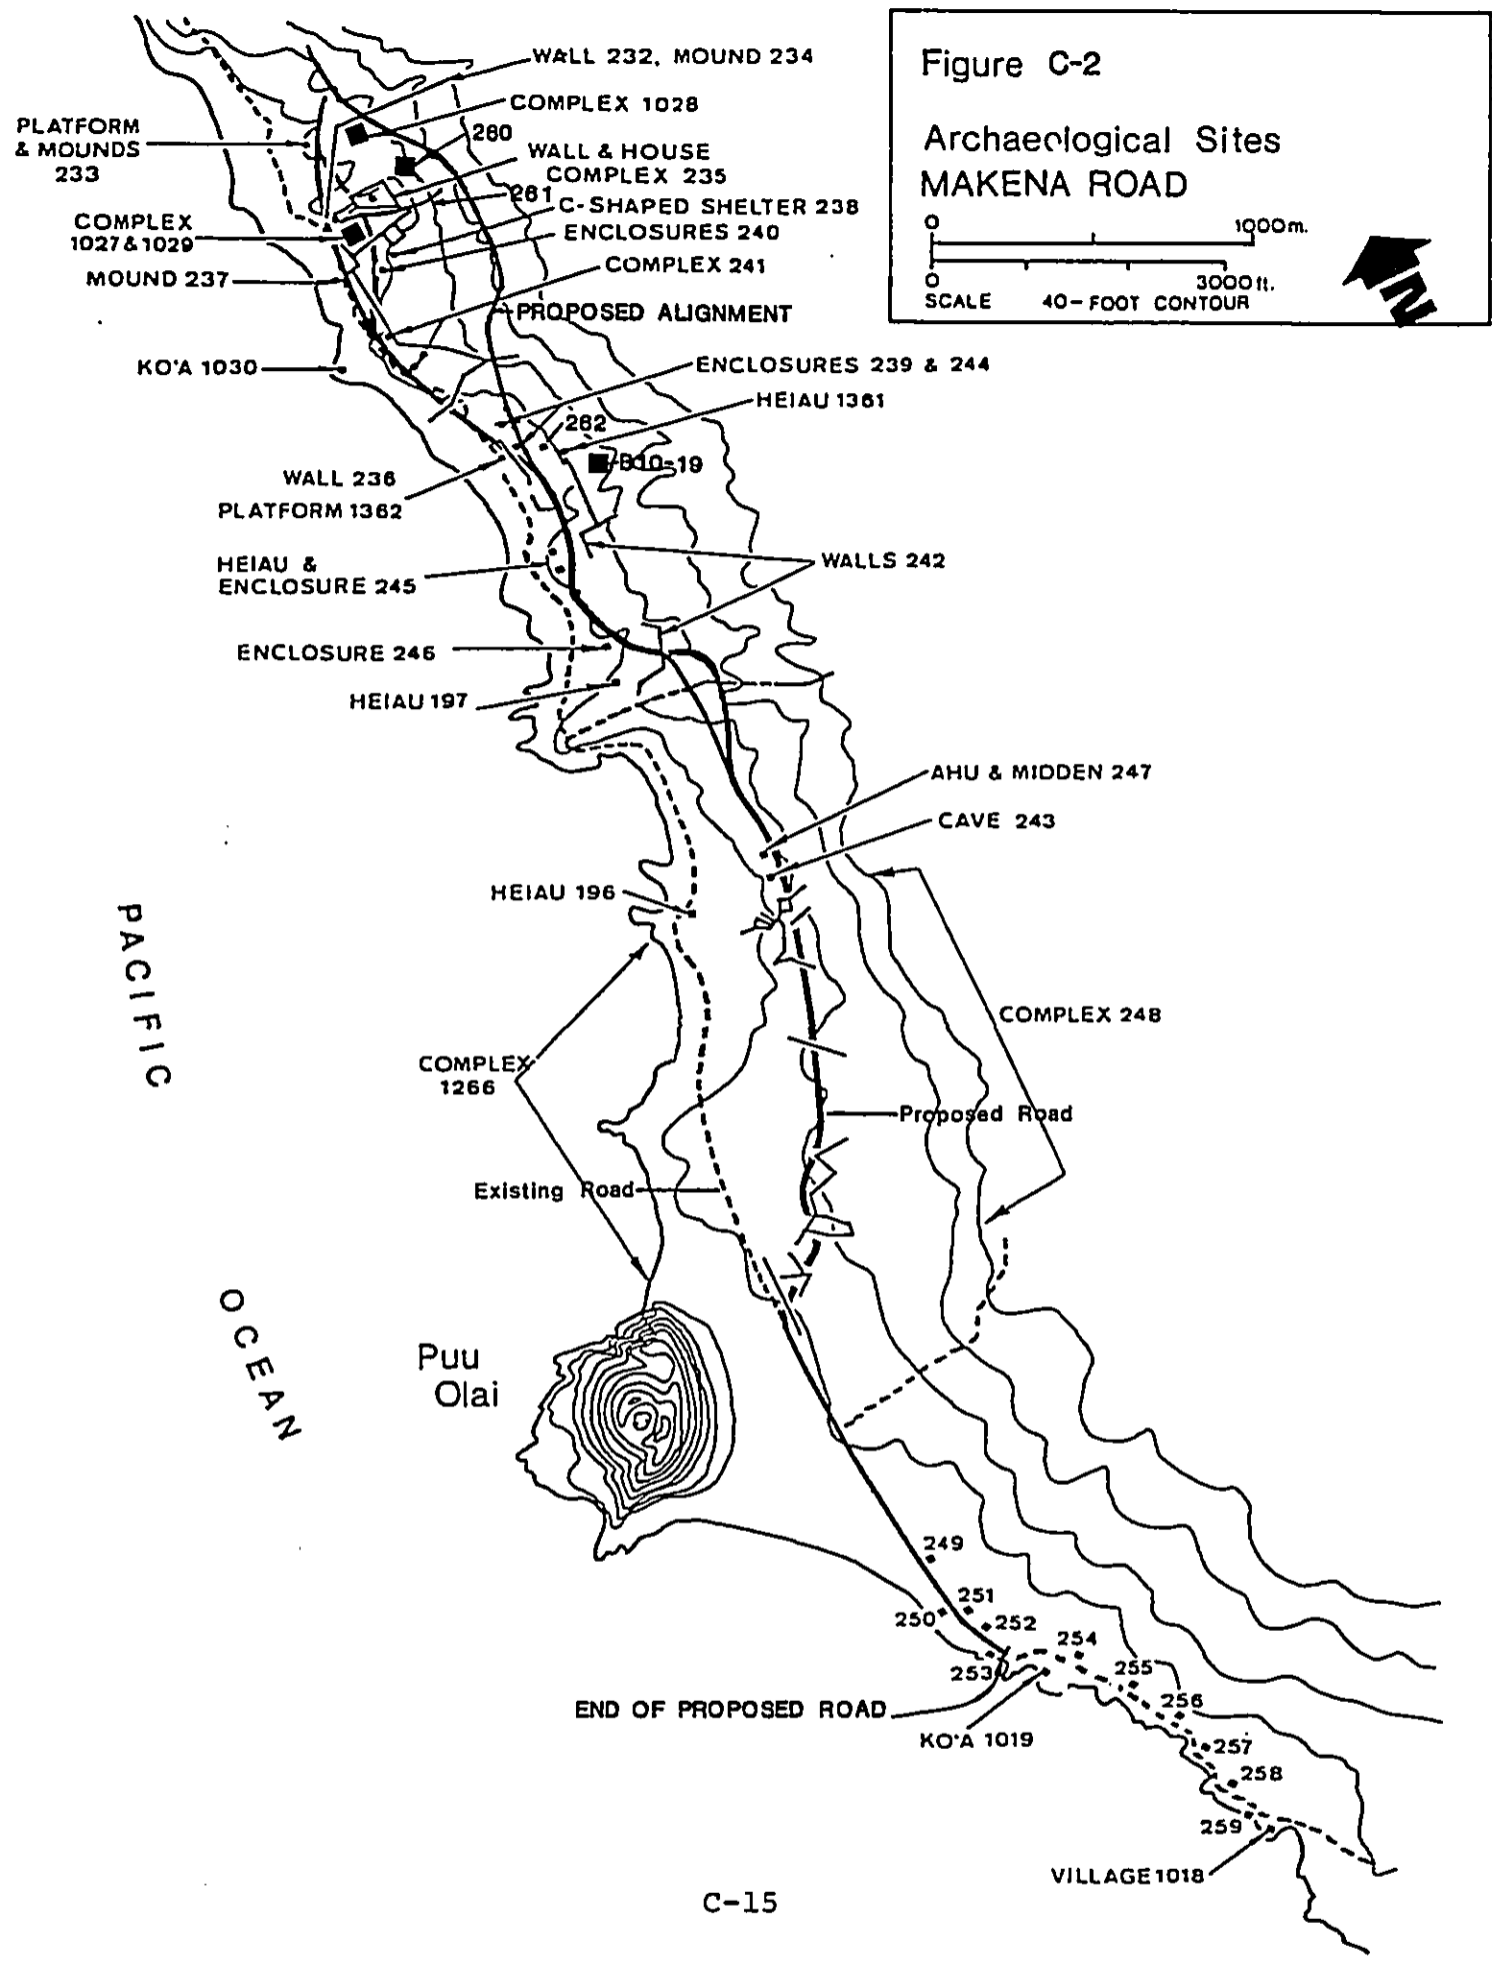 Figure C-2
Archaeological Sites
MAKENA ROAD
0 1000m.
0 3000 ft.
SCALE 40-FOOT CONTOUR
N
WALL 232, MOUND 234
COMPLEX 1028
PLATFORM
& MOUNDS
233
260
WALL & HOUSE
COMPLEX 235
261
C-SHAPED SHELTER 238
COMPLEX
1027 & 1029
ENCLOSURES 240
COMPLEX 241
MOUND 237
PROPOSED ALIGNMENT
KO'A 1030
ENCLOSURES 239 & 244
HEIAU 1361
262
B10-19
WALL 236
PLATFORM 1362
HEIAU &
ENCLOSURE 245
WALLS 242
ENCLOSURE 246
HEIAU 197
AHU & MIDDEN 247
CAVE 243
HEIAU 196
PACIFIC
COMPLEX 248
COMPLEX
1266
Proposed Road
Existing Road
OCEAN
Puu
Olai
249
251
250
252
254
253
255
256
END OF PROPOSED ROAD
KO'A 1019
257
258
259
VILLAGE 1018
C-15